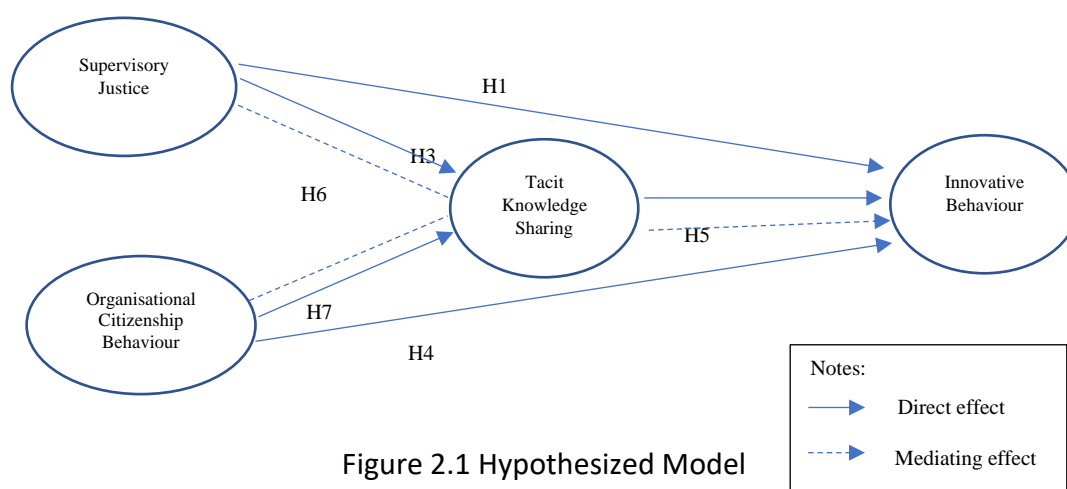 Supervisory
Justice
H1
H3
H6
Tacit
Knowledge
Sharing
Innovative
Behaviour
H5
Organisational
Citizenship
Behaviour
H7
H4
Notes:
Direct effect
Mediating effect
Figure 2.1 Hypothesized Model